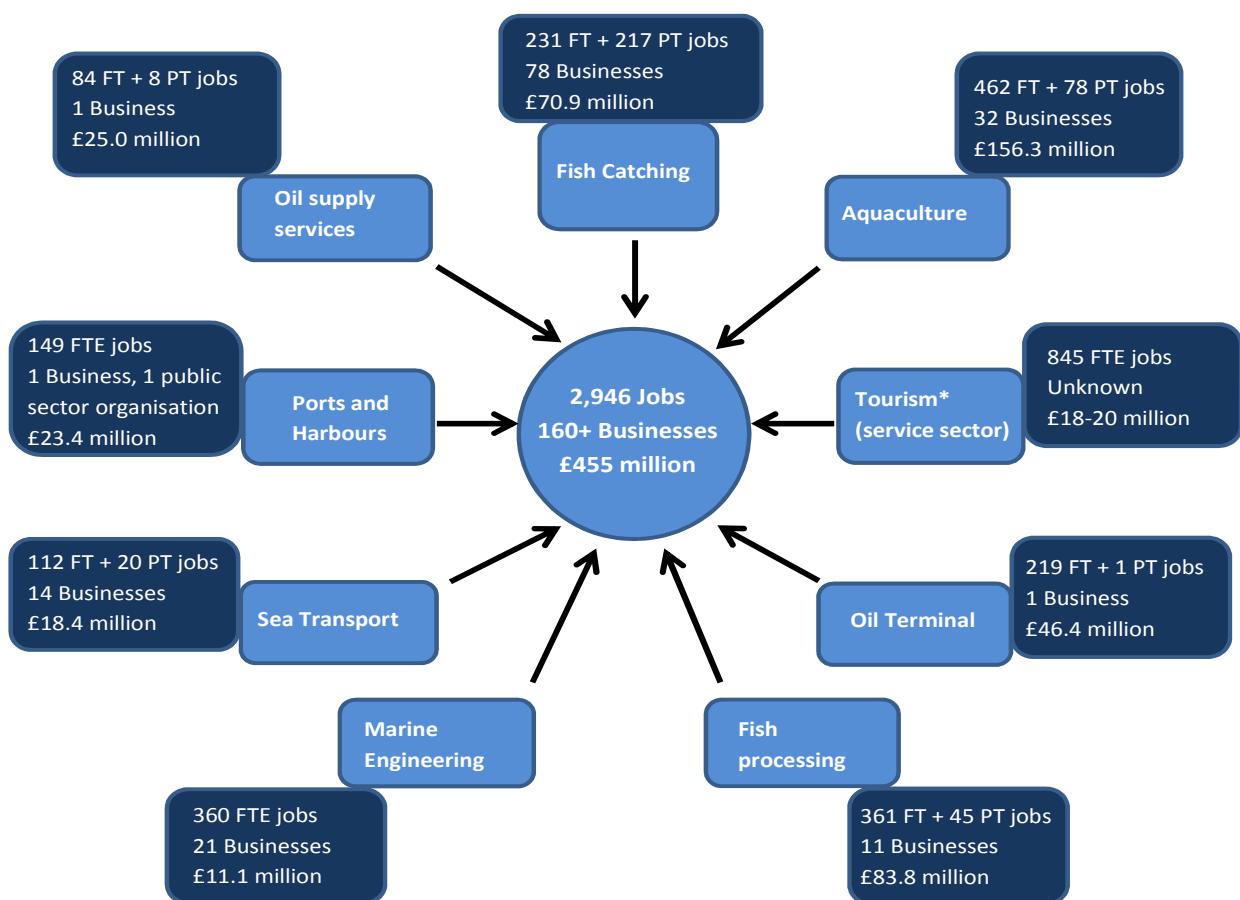 231 FT + 217 PT jobs
78 Businesses
£70.9 million
Fish Catching
84 FT + 8 PT jobs
1 Business
£25.0 million
Oil supply
services
462 FT + 78 PT jobs
32 Businesses
£156.3 million
Aquaculture
149 FTE jobs
1 Business, 1 public
sector organisation
£23.4 million
Ports and
Harbours
2,946 Jobs
160+ Businesses
£455 million
845 FTE jobs
Unknown
£18-20 million
Tourism*
(service sector)
112 FT + 20 PT jobs
14 Businesses
£18.4 million
Sea Transport
219 FT + 1 PT jobs
1 Business
£46.4 million
Oil Terminal
Marine
Engineering
360 FTE jobs
21 Businesses
£11.1 million
Fish
processing
361 FT + 45 PT jobs
11 Businesses
£83.8 million